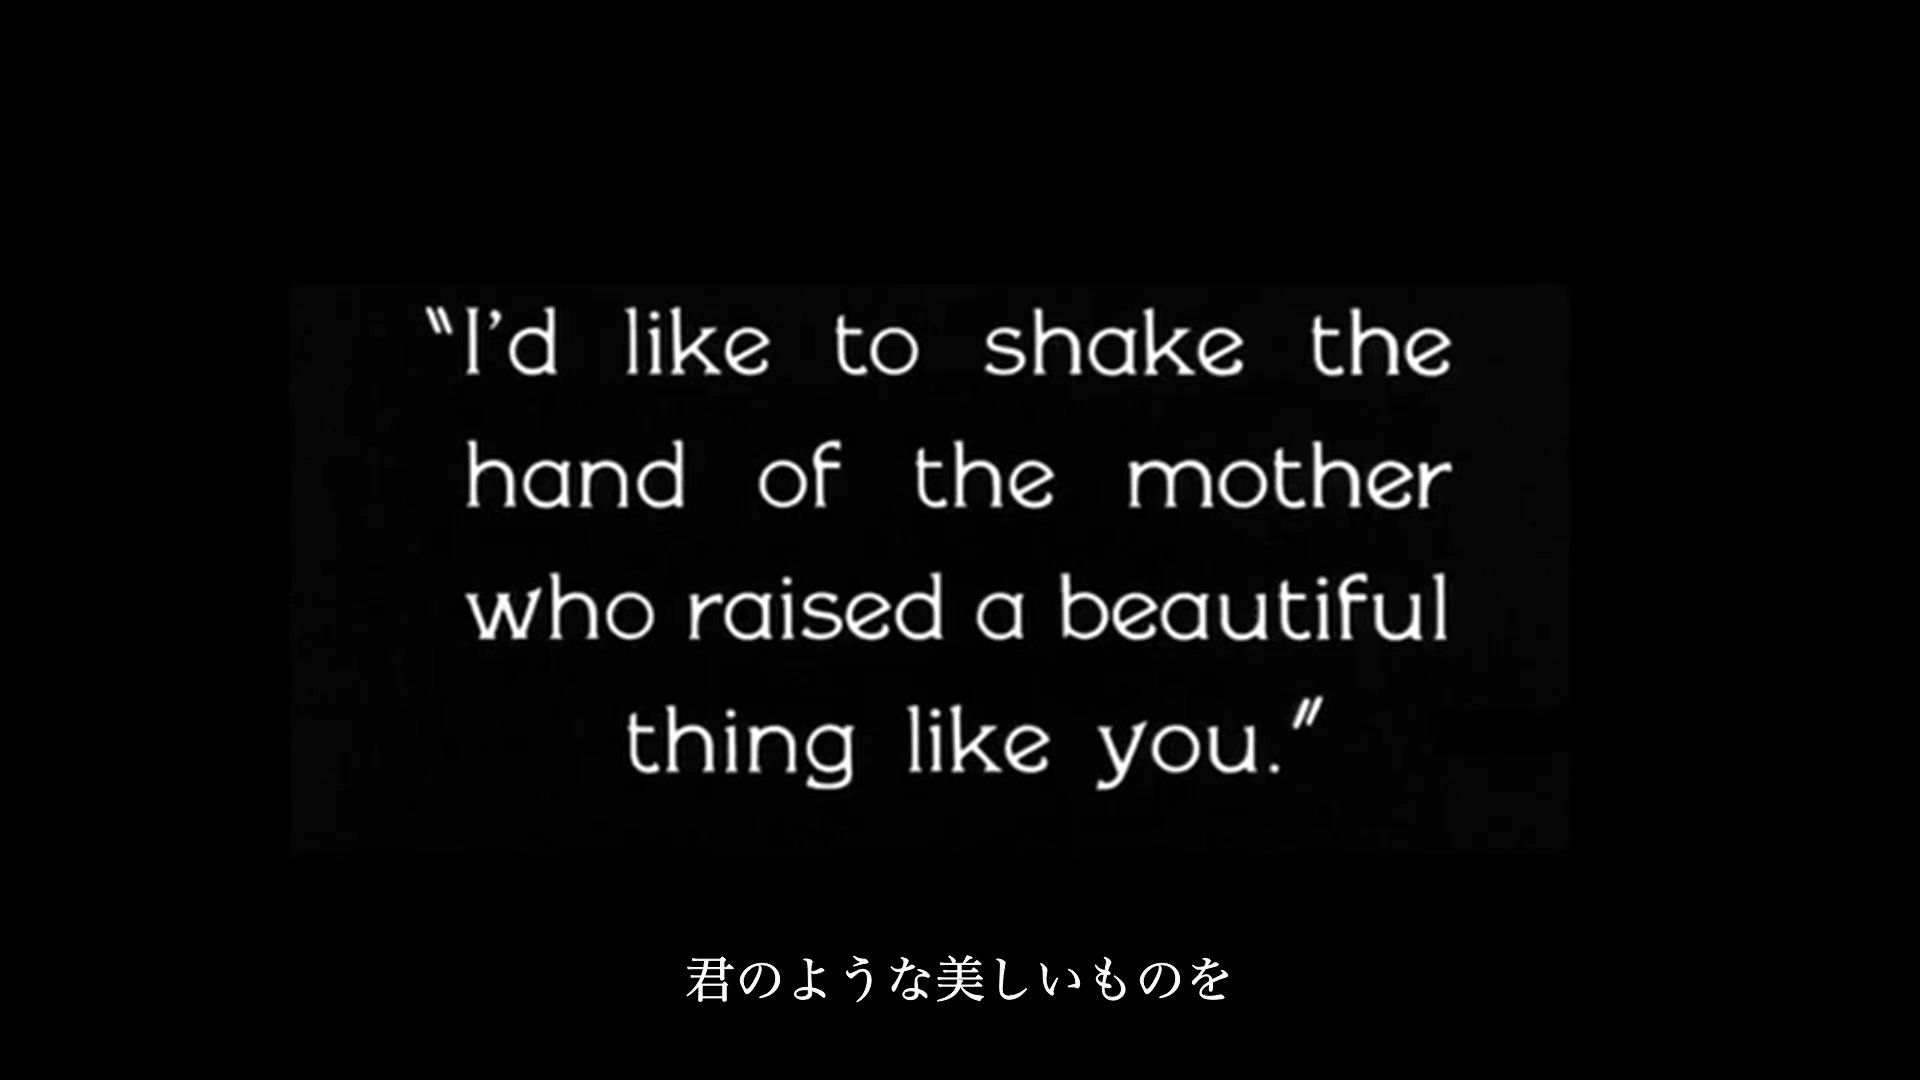 “I’d like to shake the
hand of the mother
who raised a beautiful
thing like you.”
君のような美しいものを